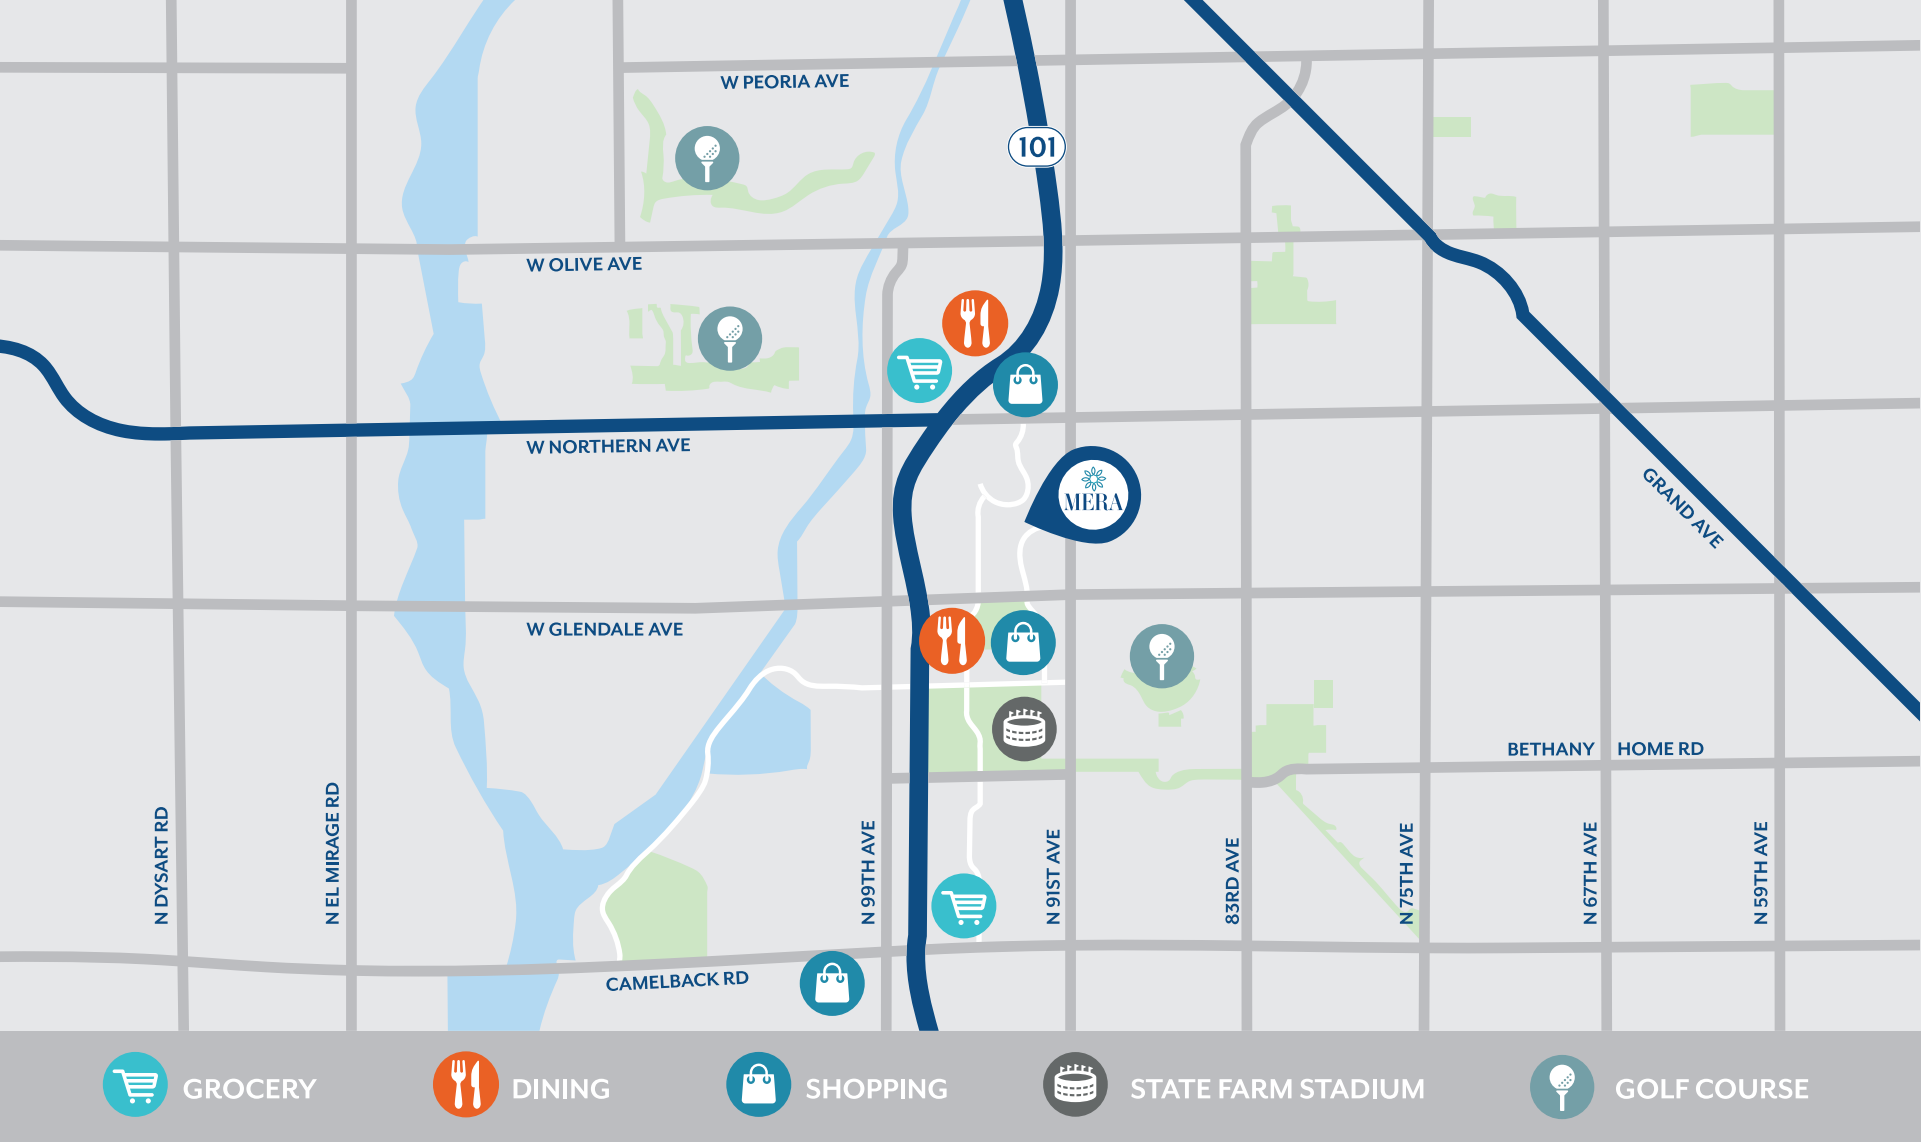 W PEORIA AVE
101
W OLIVE AVE
W NORTHERN AVE
MERA
GRAND AVE
W GLENDALE AVE
BETHANY HOME RD
N DYSART RD
N EL MIRAGE RD
N 99TH AVE
N 91ST AVE
83RD AVE
N 75TH AVE
N 67TH AVE
N 59TH AVE
CAMELBACK RD
GROCERY
DINING
SHOPPING
STATE FARM STADIUM
GOLF COURSE